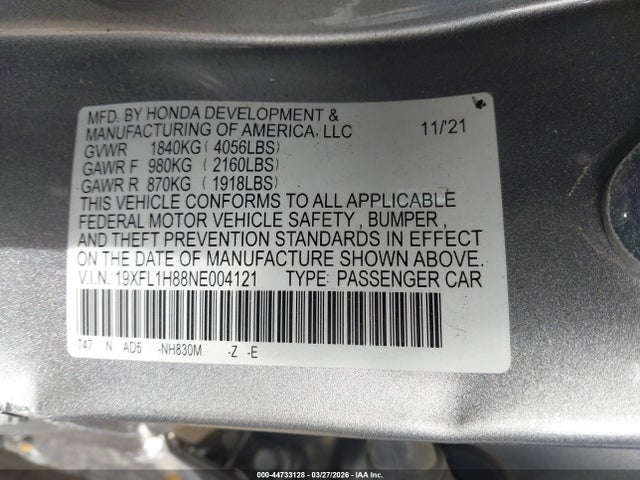 MFD. BY HONDA DEVELOPMENT &
MANUFACTURING OF AMERICA, LLC 11/'21
GVWR 1840KG (4056LBS)
GAWR F 980KG (2160LBS)
GAWR R 870KG (1918LBS)
THIS VEHICLE CONFORMS TO ALL APPLICABLE
FEDERAL MOTOR VEHICLE SAFETY, BUMPER,
AND THEFT PREVENTION STANDARDS IN EFFECT
ON THE DATE OF MANUFACTURE SHOWN ABOVE.
V.I.N.:19XFL1H88NE004121 TYPE: PASSENGER CAR
T47 N AD5 -NH830M -Z -E
000-44733128 | 03/27/2026 | IAA Inc.